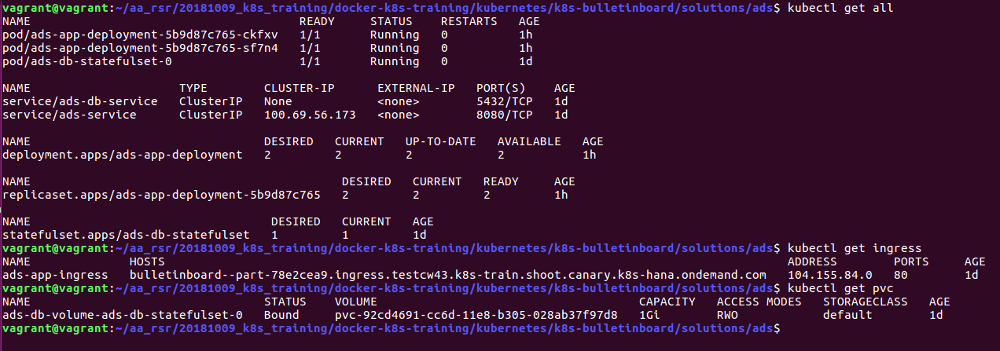 vagrant@vagrant:~/aa_rsr/20181009_k8s_training/docker-k8s-training/kubernetes/k8s-bulletinboard/solutions/ads$ kubectl get all
NAME READY STATUS RESTARTS AGE
pod/ads-app-deployment-5b9d87c765-ckfxv 1/1 Running 0 1h
pod/ads-app-deployment-5b9d87c765-sf7n4 1/1 Running 0 1h
pod/ads-db-statefulset-0 1/1 Running 0 1d
NAME TYPE CLUSTER-IP EXTERNAL-IP PORT(S) AGE
service/ads-db-service ClusterIP None <none> 5432/TCP 1d
service/ads-service ClusterIP 100.69.56.173 <none> 8080/TCP 1d
NAME DESIRED CURRENT UP-TO-DATE AVAILABLE AGE
deployment.apps/ads-app-deployment 2 2 2 2 1h
NAME DESIRED CURRENT READY AGE
replicaset.apps/ads-app-deployment-5b9d87c765 2 2 2 1h
NAME DESIRED CURRENT AGE
statefulset.apps/ads-db-statefulset 1 1 1d
vagrant@vagrant:~/aa_rsr/20181009_k8s_training/docker-k8s-training/kubernetes/k8s-bulletinboard/solutions/ads$ kubectl get ingress
NAME HOSTS ADDRESS PORTS AGE
ads-app-ingress bulletinboard--part-78e2cea9.ingress.testcw43.k8s-train.shoot.canary.k8s-hana.ondemand.com 104.155.84.0 80 1d
vagrant@vagrant:~/aa_rsr/20181009_k8s_training/docker-k8s-training/kubernetes/k8s-bulletinboard/solutions/ads$ kubectl get pvc
NAME STATUS VOLUME CAPACITY ACCESS MODES STORAGECLASS AGE
ads-db-volume-ads-db-statefulset-0 Bound pvc-92cd4691-cc6d-11e8-b305-028ab37f97d8 1Gi RWO default 1d
vagrant@vagrant:~/aa_rsr/20181009_k8s_training/docker-k8s-training/kubernetes/k8s-bulletinboard/solutions/ads$